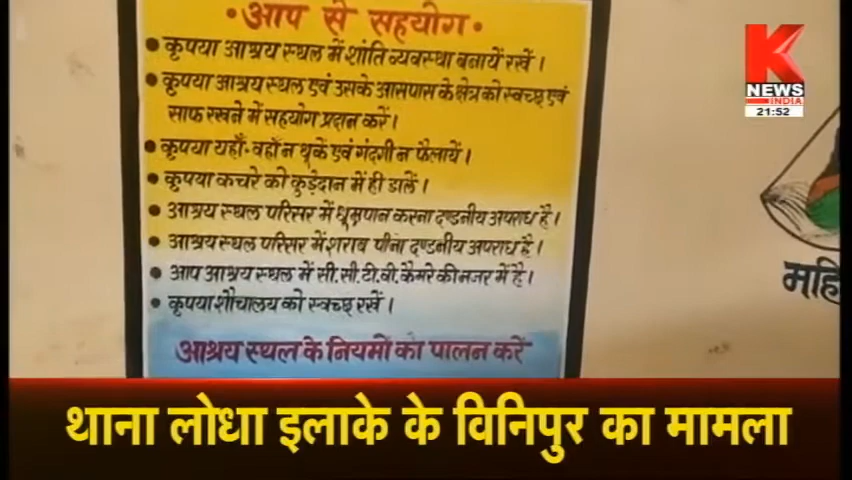 •आप से सहयोग•
• कृपया आश्रय स्थल में शांति व्यवस्था बनायें रखें।
• कृपया आश्रय स्थल एवं उसके आसपास के क्षेत्र को स्वच्छ एवं
साफ रखने में सहयोग प्रदान करें।
• कृपया यहाँ-वहाँ न थूकें एवं गंदगी न फैलायें।
• कृपया कचरे को कुड़ेदान में ही डालें।
• आश्रय स्थल परिसर में धूम्रपान करना दण्डनीय अपराध है।
• आश्रय स्थल परिसर में शराब पीना दण्डनीय अपराध है।
• आप आश्रय स्थल में सी.सी.टी.वी. कैमरे की नजर में है।
• कृपया शौचालय को स्वच्छ रखें।
आश्रय स्थल के नियमों का पालन करें
K
NEWS
INDIA
21:52
महि
थाना लोधा इलाके के विनिपुर का मामला